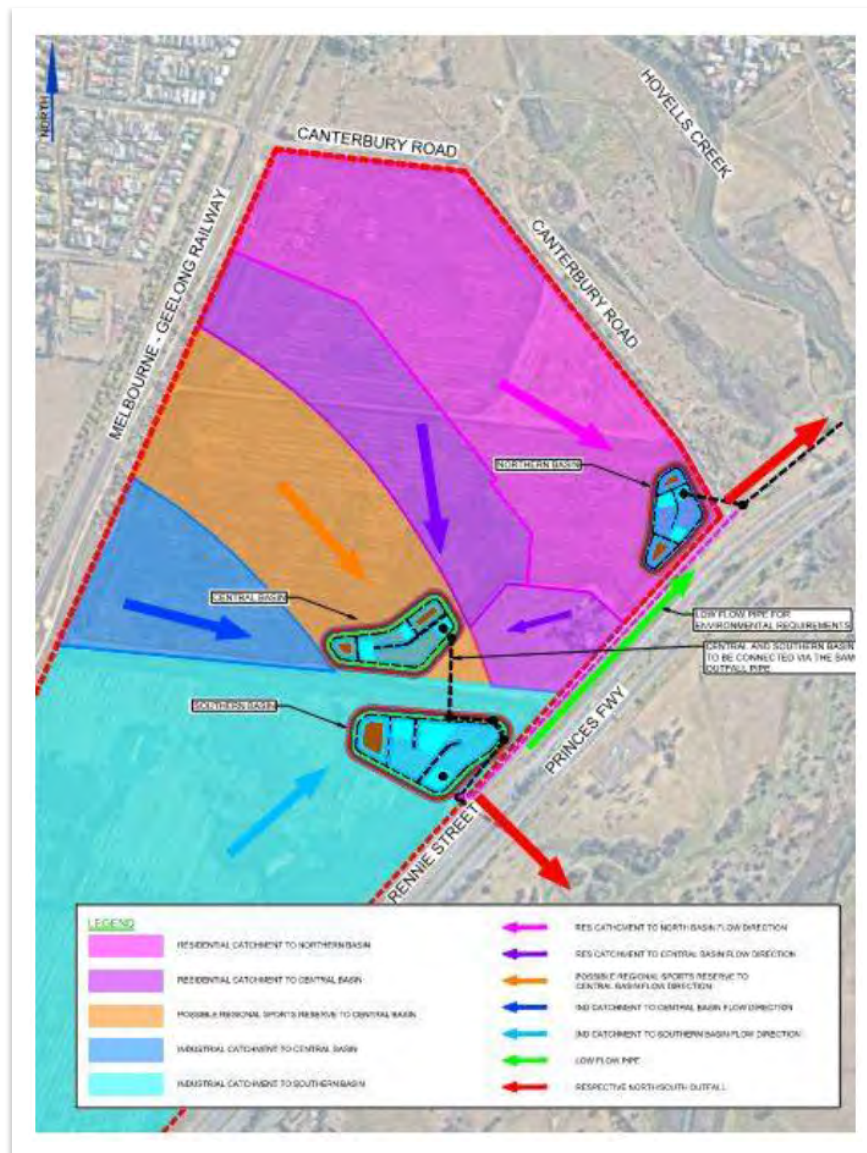 NORTH
HOVELLS CREEK
CANTERBURY ROAD
CANTERBURY ROAD
MELBOURNE - GEELONG RAILWAY
NORTHERN BASIN
CENTRAL BASIN
LOW FLOW PIPE FOR
ENVIRONMENTAL REQUIREMENTS
CENTRAL AND SOUTHERN BASIN
TO BE CONNECTED VIA THE SAM
OUTFALL PIPE
SOUTHERN BASIN
PRINCES FWY
RENNIE STREET
LEGEND
RESIDENTIAL CATCHMENT TO NORTHERN BASIN
RESIDENTIAL CATCHMENT TO CENTRAL BASIN
POSSIBLE REGIONAL SPORTS RESERVE TO CENTRAL BASIN
INDUSTRIAL CATCHMENT TO CENTRAL BASIN
INDUSTRIAL CATCHMENT TO SOUTHERN BASIN
RES CATHCMENT TO NORTH BASIN FLOW DIRECTION
RES CATCHMENT TO CENTRAL BASIN FLOW DIRECTION
POSSIBLE REGIONAL SPORTS RESERVE TO
CENTRAL BASIN FLOW DIRECTION
IND CATCHMENT TO CENTRAL BASIN FLOW DIRECTION
IND CATCHMENT TO SOUTHERN BASIN FLOW DIRECTION
LOW FLOW PIPE
RESPECTIVE NORTH/SOUTH OUTFALL